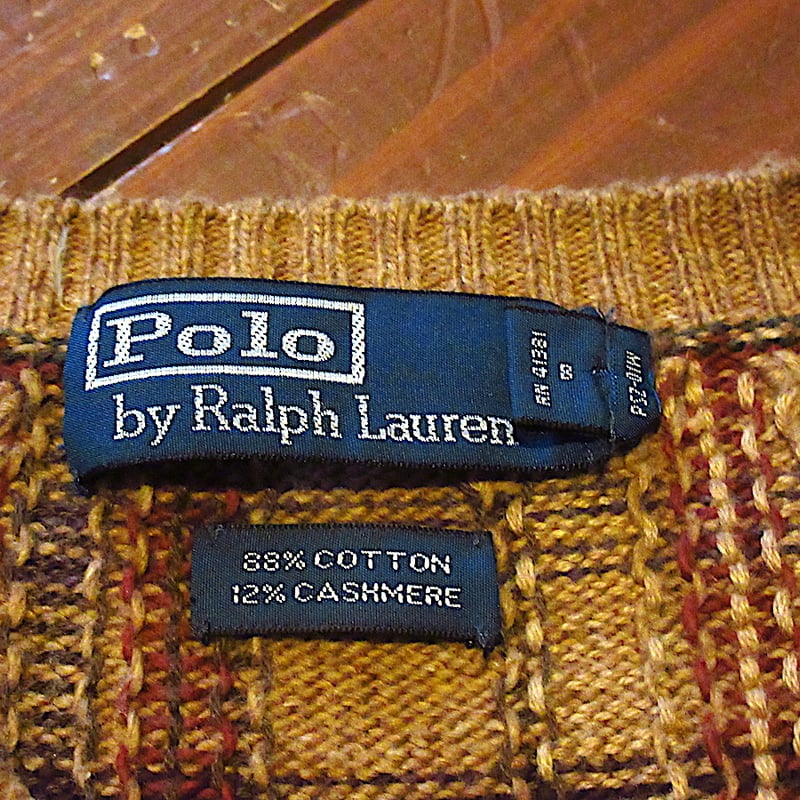 Polo
by Ralph Lauren
RN 41381
88% COTTON
12% CASHMERE